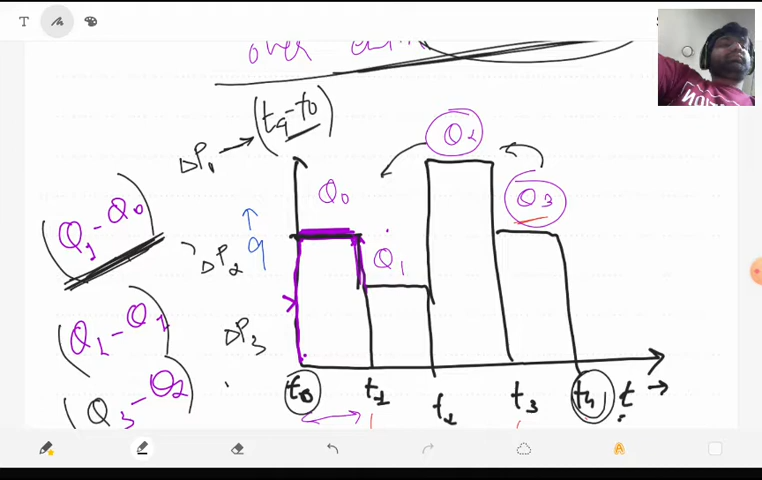 T
over
ΔP₁ → (t4-t0)
Q2
Q0
Q3
Q1-Q0
q
ΔP2
Q1
Q2-Q1
ΔP3
Q3-Q2
t0 t1 t2 t3 t4 t →
A